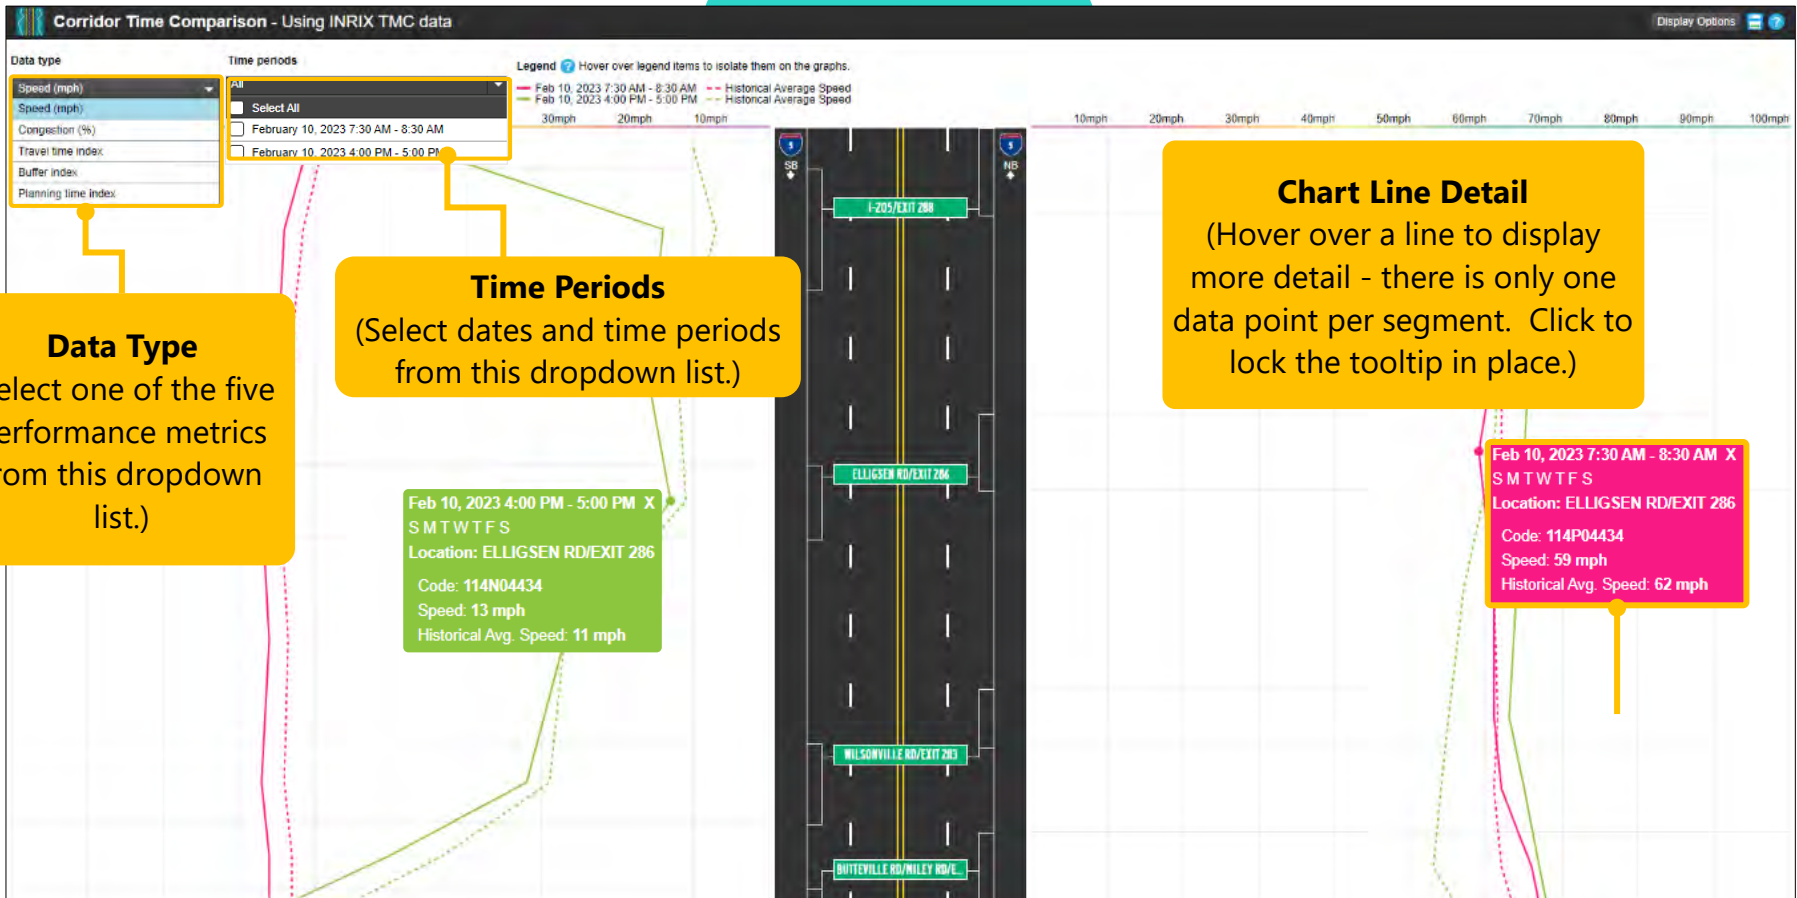 Corridor Time Comparison - Using INRIX TMC data
Display Options
Data type
Time periods
Legend ? Hover over legend items to isolate them on the graphs.
Speed (mph)
Speed (mph)
Congestion (%)
Travel time index
Buffer index
Planning time index
All
Select All
February 10, 2023 7:30 AM - 8:30 AM
February 10, 2023 4:00 PM - 5:00 PM
Feb 10, 2023 7:30 AM - 8:30 AM -- Historical Average Speed
Feb 10, 2023 4:00 PM - 5:00 PM -- Historical Average Speed
30mph 20mph 10mph
10mph 20mph 30mph 40mph 50mph 60mph 70mph 80mph 90mph 100mph
5
SB
5
NB
I-205/EXIT 288
ELLIGSEN RD/EXIT 286
WILSONVILLE RD/EXIT 283
BUTTEVILLE RD/MILEY RD/E...
Data Type
elect one of the five
erformance metrics
rom this dropdown
list.)
Time Periods
(Select dates and time periods
from this dropdown list.)
Chart Line Detail
(Hover over a line to display
more detail - there is only one
data point per segment. Click to
lock the tooltip in place.)
Feb 10, 2023 4:00 PM - 5:00 PM X
S M T W T F S
Location: ELLIGSEN RD/EXIT 286
Code: 114N04434
Speed: 13 mph
Historical Avg. Speed: 11 mph
Feb 10, 2023 7:30 AM - 8:30 AM X
S M T W T F S
Location: ELLIGSEN RD/EXIT 286
Code: 114P04434
Speed: 59 mph
Historical Avg. Speed: 62 mph